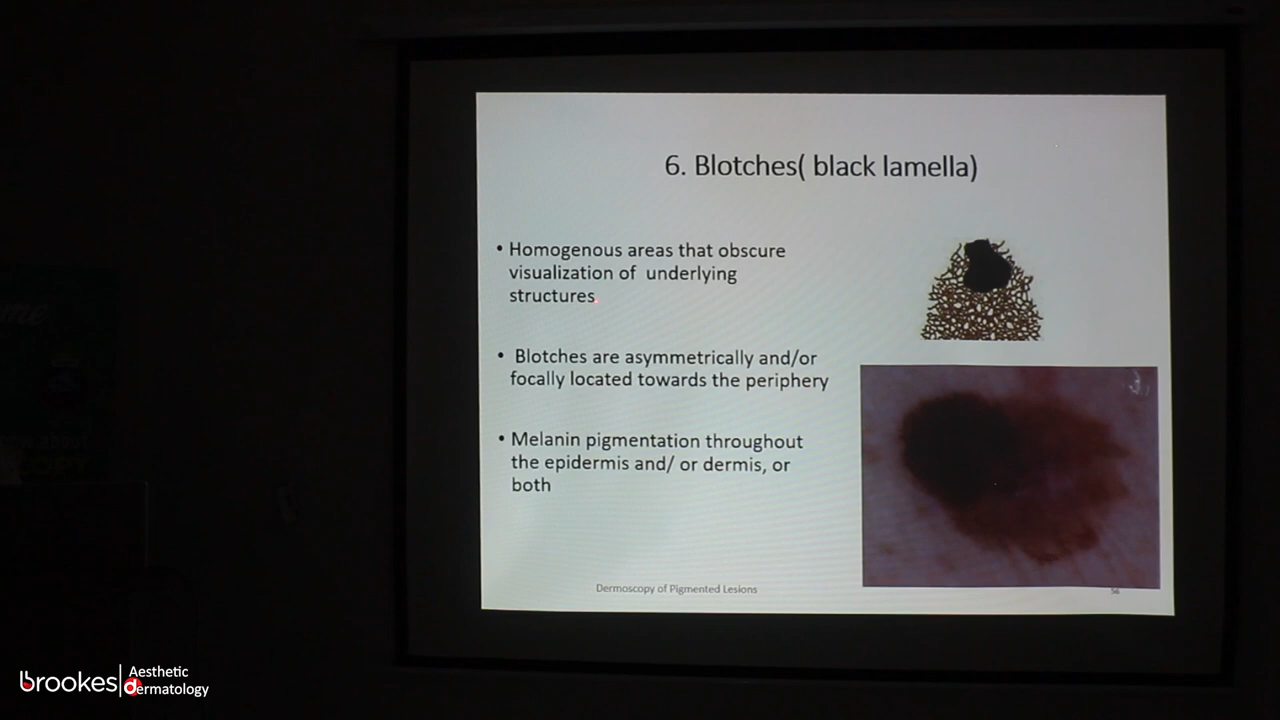 6. Blotches( black lamella)
• Homogenous areas that obscure
visualization of underlying
structures.
• Blotches are asymmetrically and/or
focally located towards the periphery
• Melanin pigmentation throughout
the epidermis and/ or dermis, or
both
Dermoscopy of Pigmented Lesions
56
brookes
Aesthetic
dermatology